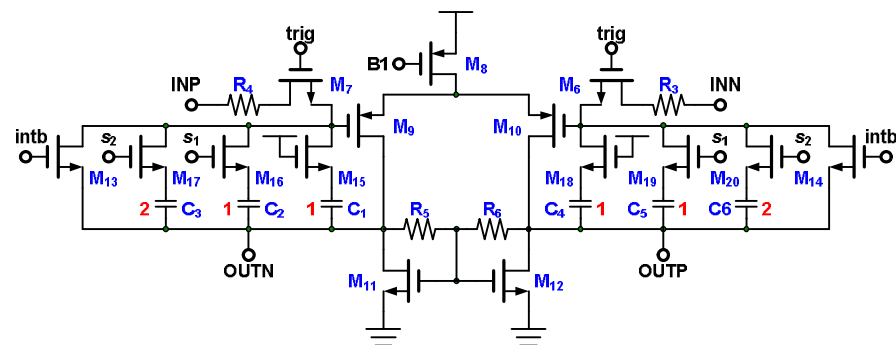 trig
trig
B1
M8
INP
R4
M7
M6
R3
INN
intb
s2
s1
M9
M10
s1
s2
intb
M13
M17
M16
M15
M18
M19
M20
M14
2
C3
1
C2
1
C1
R5
R6
C4
1
C5
1
C6
2
OUTN
OUTP
M11
M12